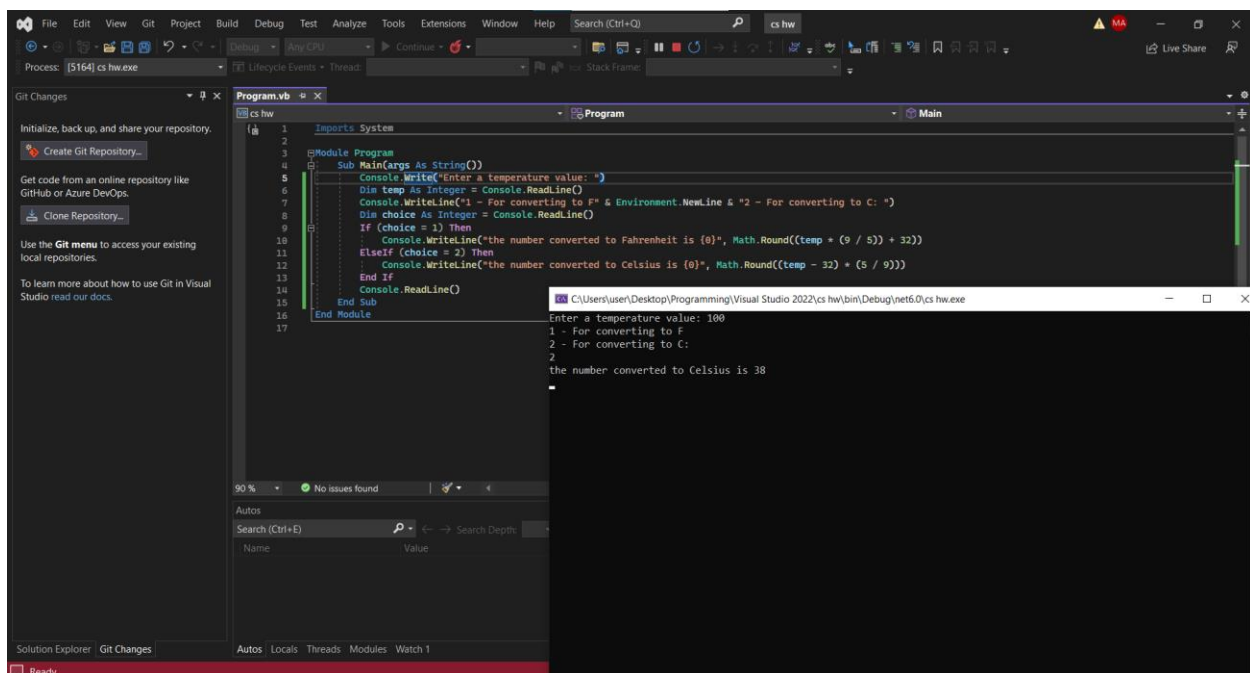 File Edit View Git Project Build Debug Test Analyze Tools Extensions Window Help Search (Ctrl+Q) cs hw MA
Debug Any CPU Continue Live Share
Process: [5164] cs hw.exe Lifecycle Events Thread: Stack Frame:
Git Changes
Initialize, back up, and share your repository.
Create Git Repository...
Get code from an online repository like
GitHub or Azure DevOps.
Clone Repository...
Use the Git menu to access your existing
local repositories.
To learn more about how to use Git in Visual
Studio read our docs.
Solution Explorer Git Changes
Program.vb
VB cs hw Program Main
1 Imports System
2
3 Module Program
4 Sub Main(args As String())
5 Console.Write("Enter a temperature value: ")
6 Dim temp As Integer = Console.ReadLine()
7 Console.WriteLine("1 - For converting to F" & Environment.NewLine & "2 - For converting to C: ")
8 Dim choice As Integer = Console.ReadLine()
9 If (choice = 1) Then
10 Console.WriteLine("the number converted to Fahrenheit is {0}", Math.Round((temp * (9 / 5)) + 32))
11 ElseIf (choice = 2) Then
12 Console.WriteLine("the number converted to Celsius is {0}", Math.Round((temp - 32) * (5 / 9)))
13 End If
14 Console.ReadLine()
15 End Sub
16 End Module
17
90 % No issues found
Autos
Search (Ctrl+E) Search Depth:
Name Value
Autos Locals Threads Modules Watch 1
C:\Users\user\Desktop\Programming\Visual Studio 2022\cs hw\bin\Debug\net6.0\cs hw.exe
Enter a temperature value: 100
1 - For converting to F
2 - For converting to C:
2
the number converted to Celsius is 38
Ready